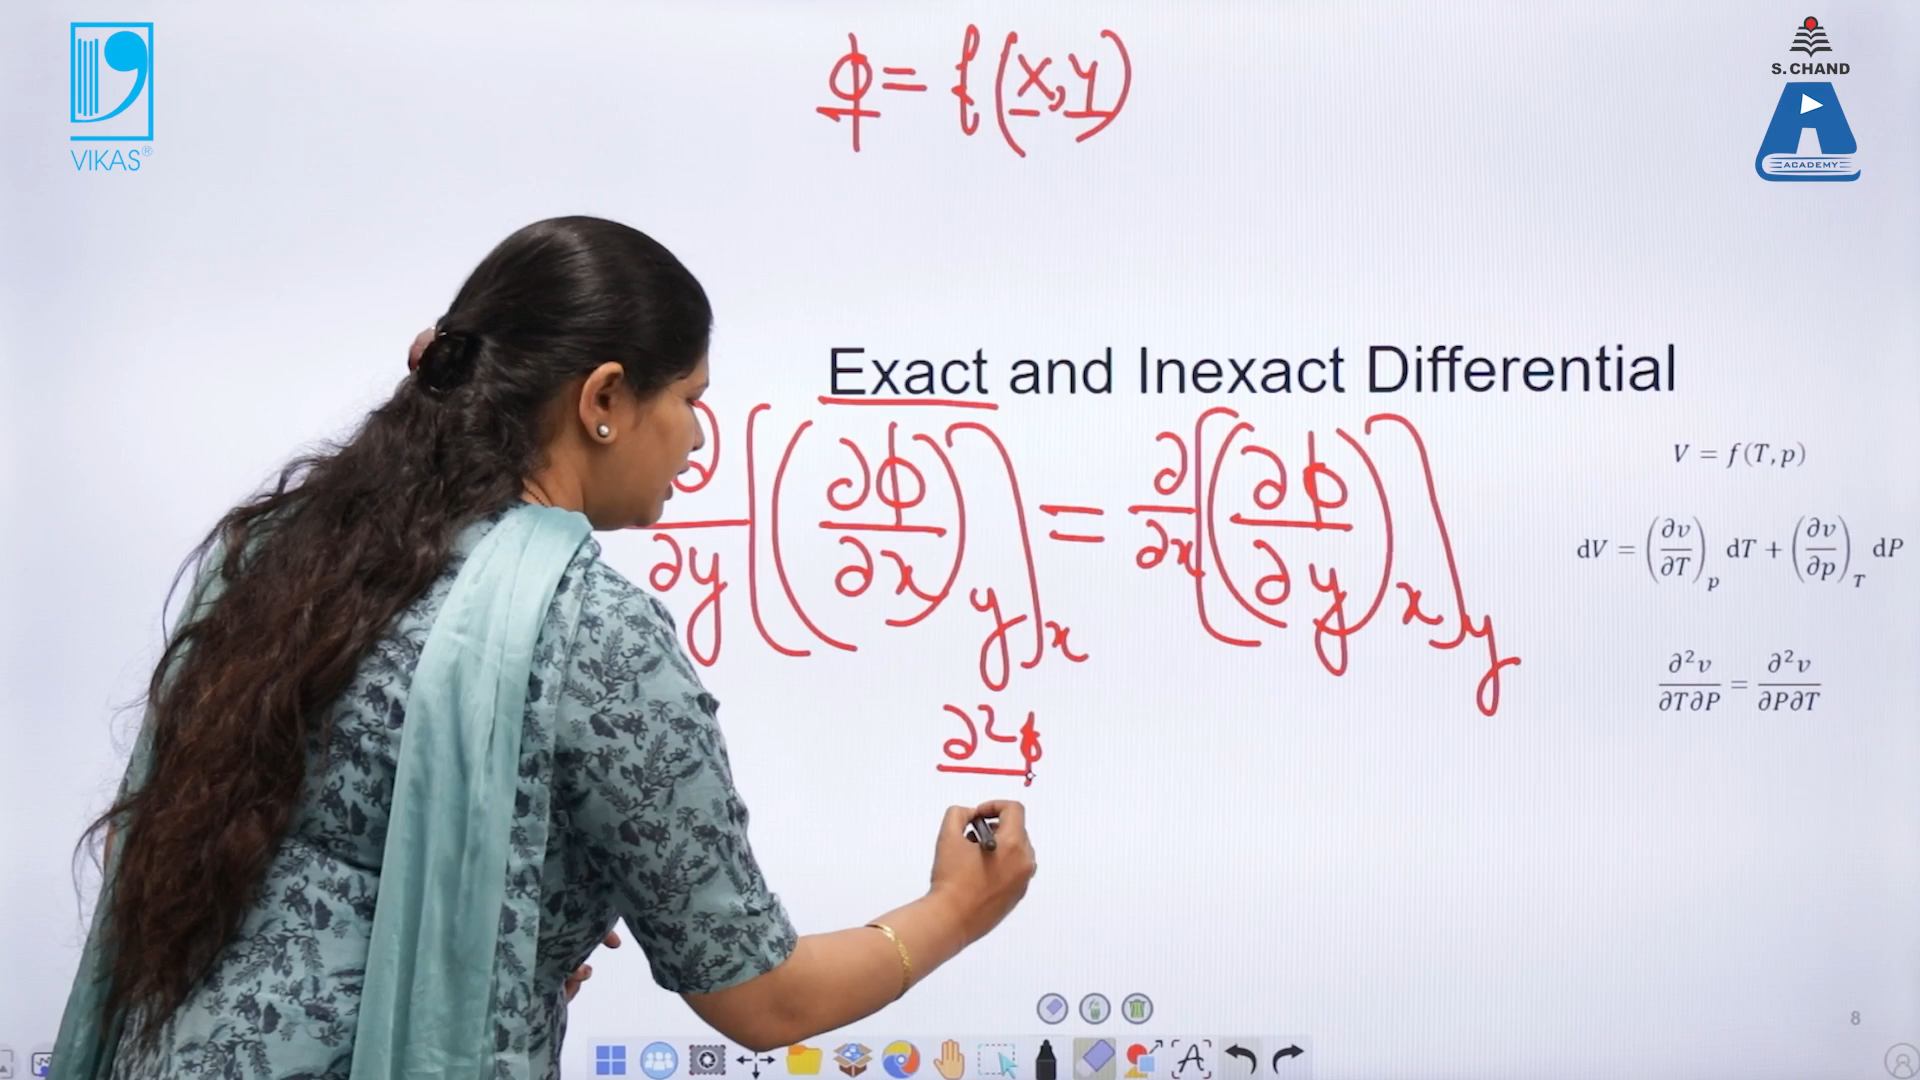 VIKAS®
S. CHAND
ACADEMY
ϕ = f(x, y)
Exact and Inexact Differential
∂/∂y [(∂ϕ/∂x)y]x = ∂/∂x [(∂ϕ/∂y)x]y
∂²ϕ
V = f(T, p)
dV = (∂v/∂T)p dT + (∂v/∂p)T dP
∂²v/∂T∂P = ∂²v/∂P∂T
8